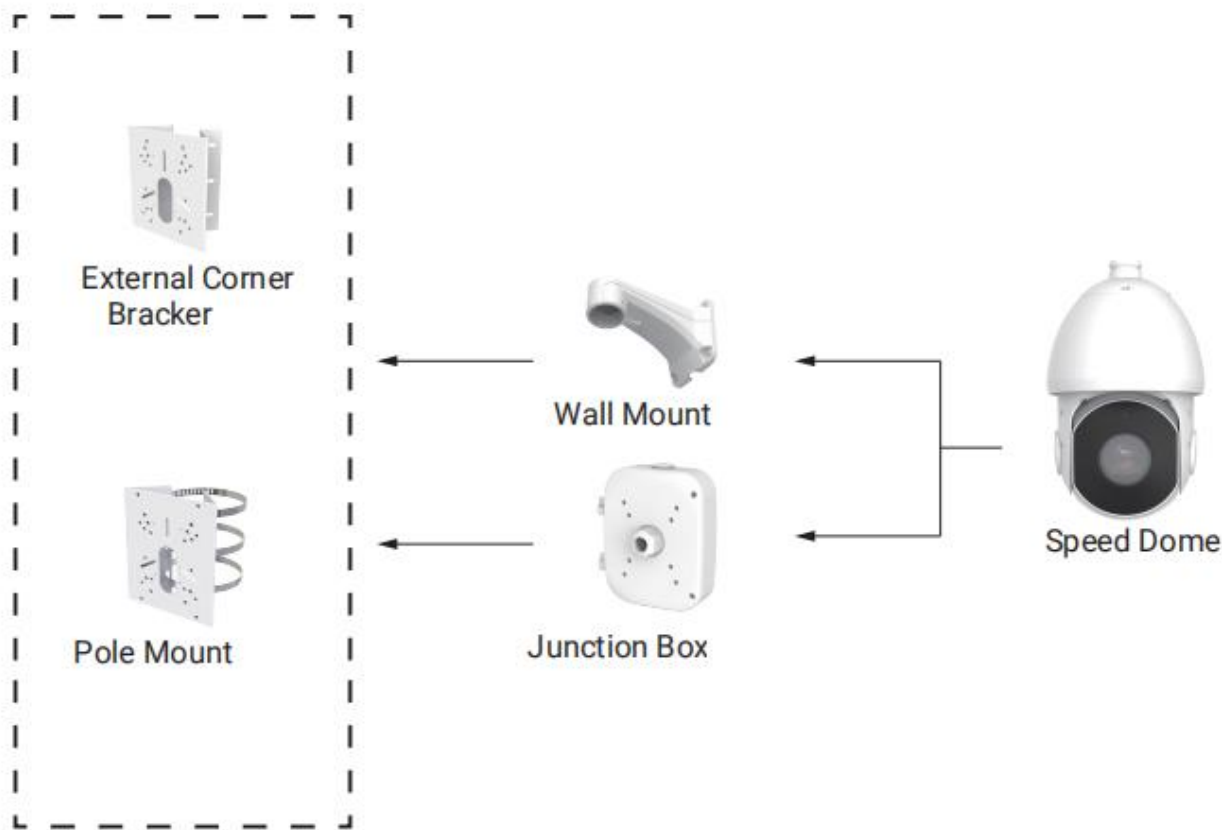 External Corner
Bracker
Wall Mount
Speed Dome
Pole Mount
Junction Box